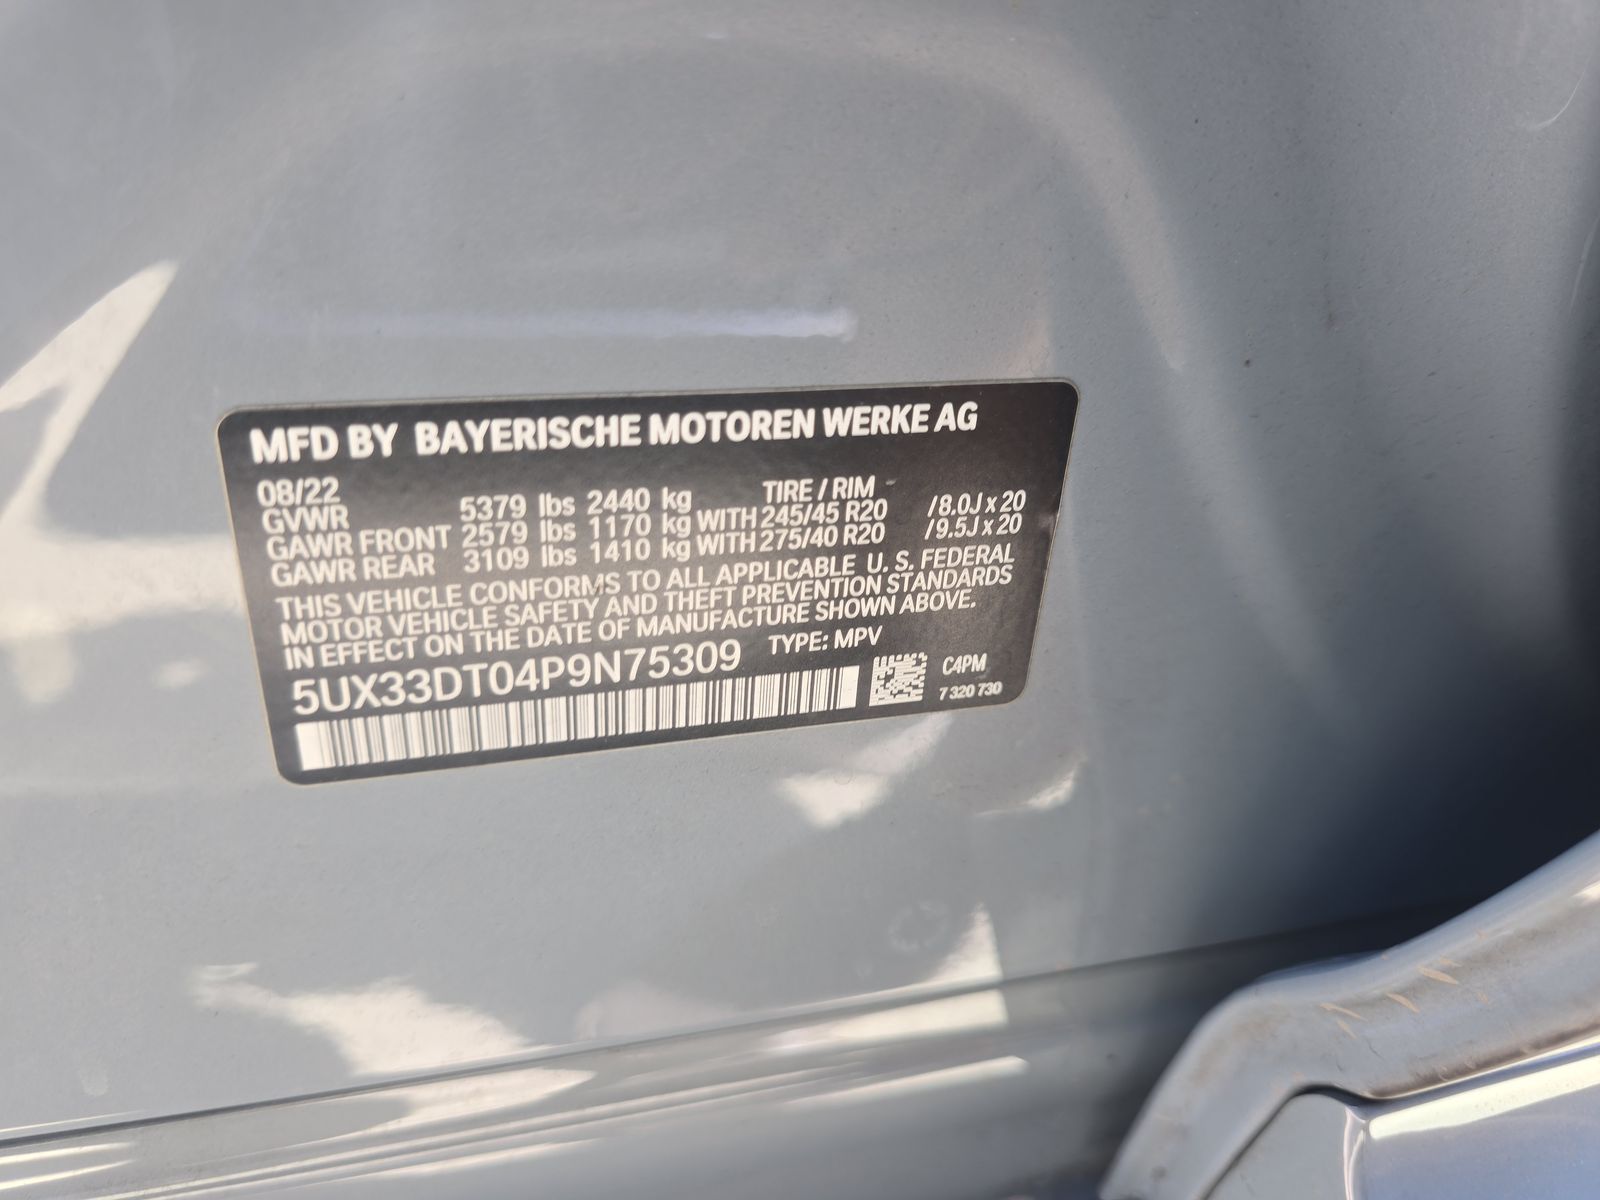 MFD BY BAYERISCHE MOTOREN WERKE AG
08/22 TIRE / RIM
GVWR 5379 lbs 2440 kg
GAWR FRONT 2579 lbs 1170 kg WITH 245/45 R20 /8.0J x 20
GAWR REAR 3109 lbs 1410 kg WITH 275/40 R20 /9.5J x 20
THIS VEHICLE CONFORMS TO ALL APPLICABLE U. S. FEDERAL
MOTOR VEHICLE SAFETY AND THEFT PREVENTION STANDARDS
IN EFFECT ON THE DATE OF MANUFACTURE SHOWN ABOVE.
5UX33DT04P9N75309 TYPE: MPV
C4PM
7 320 730